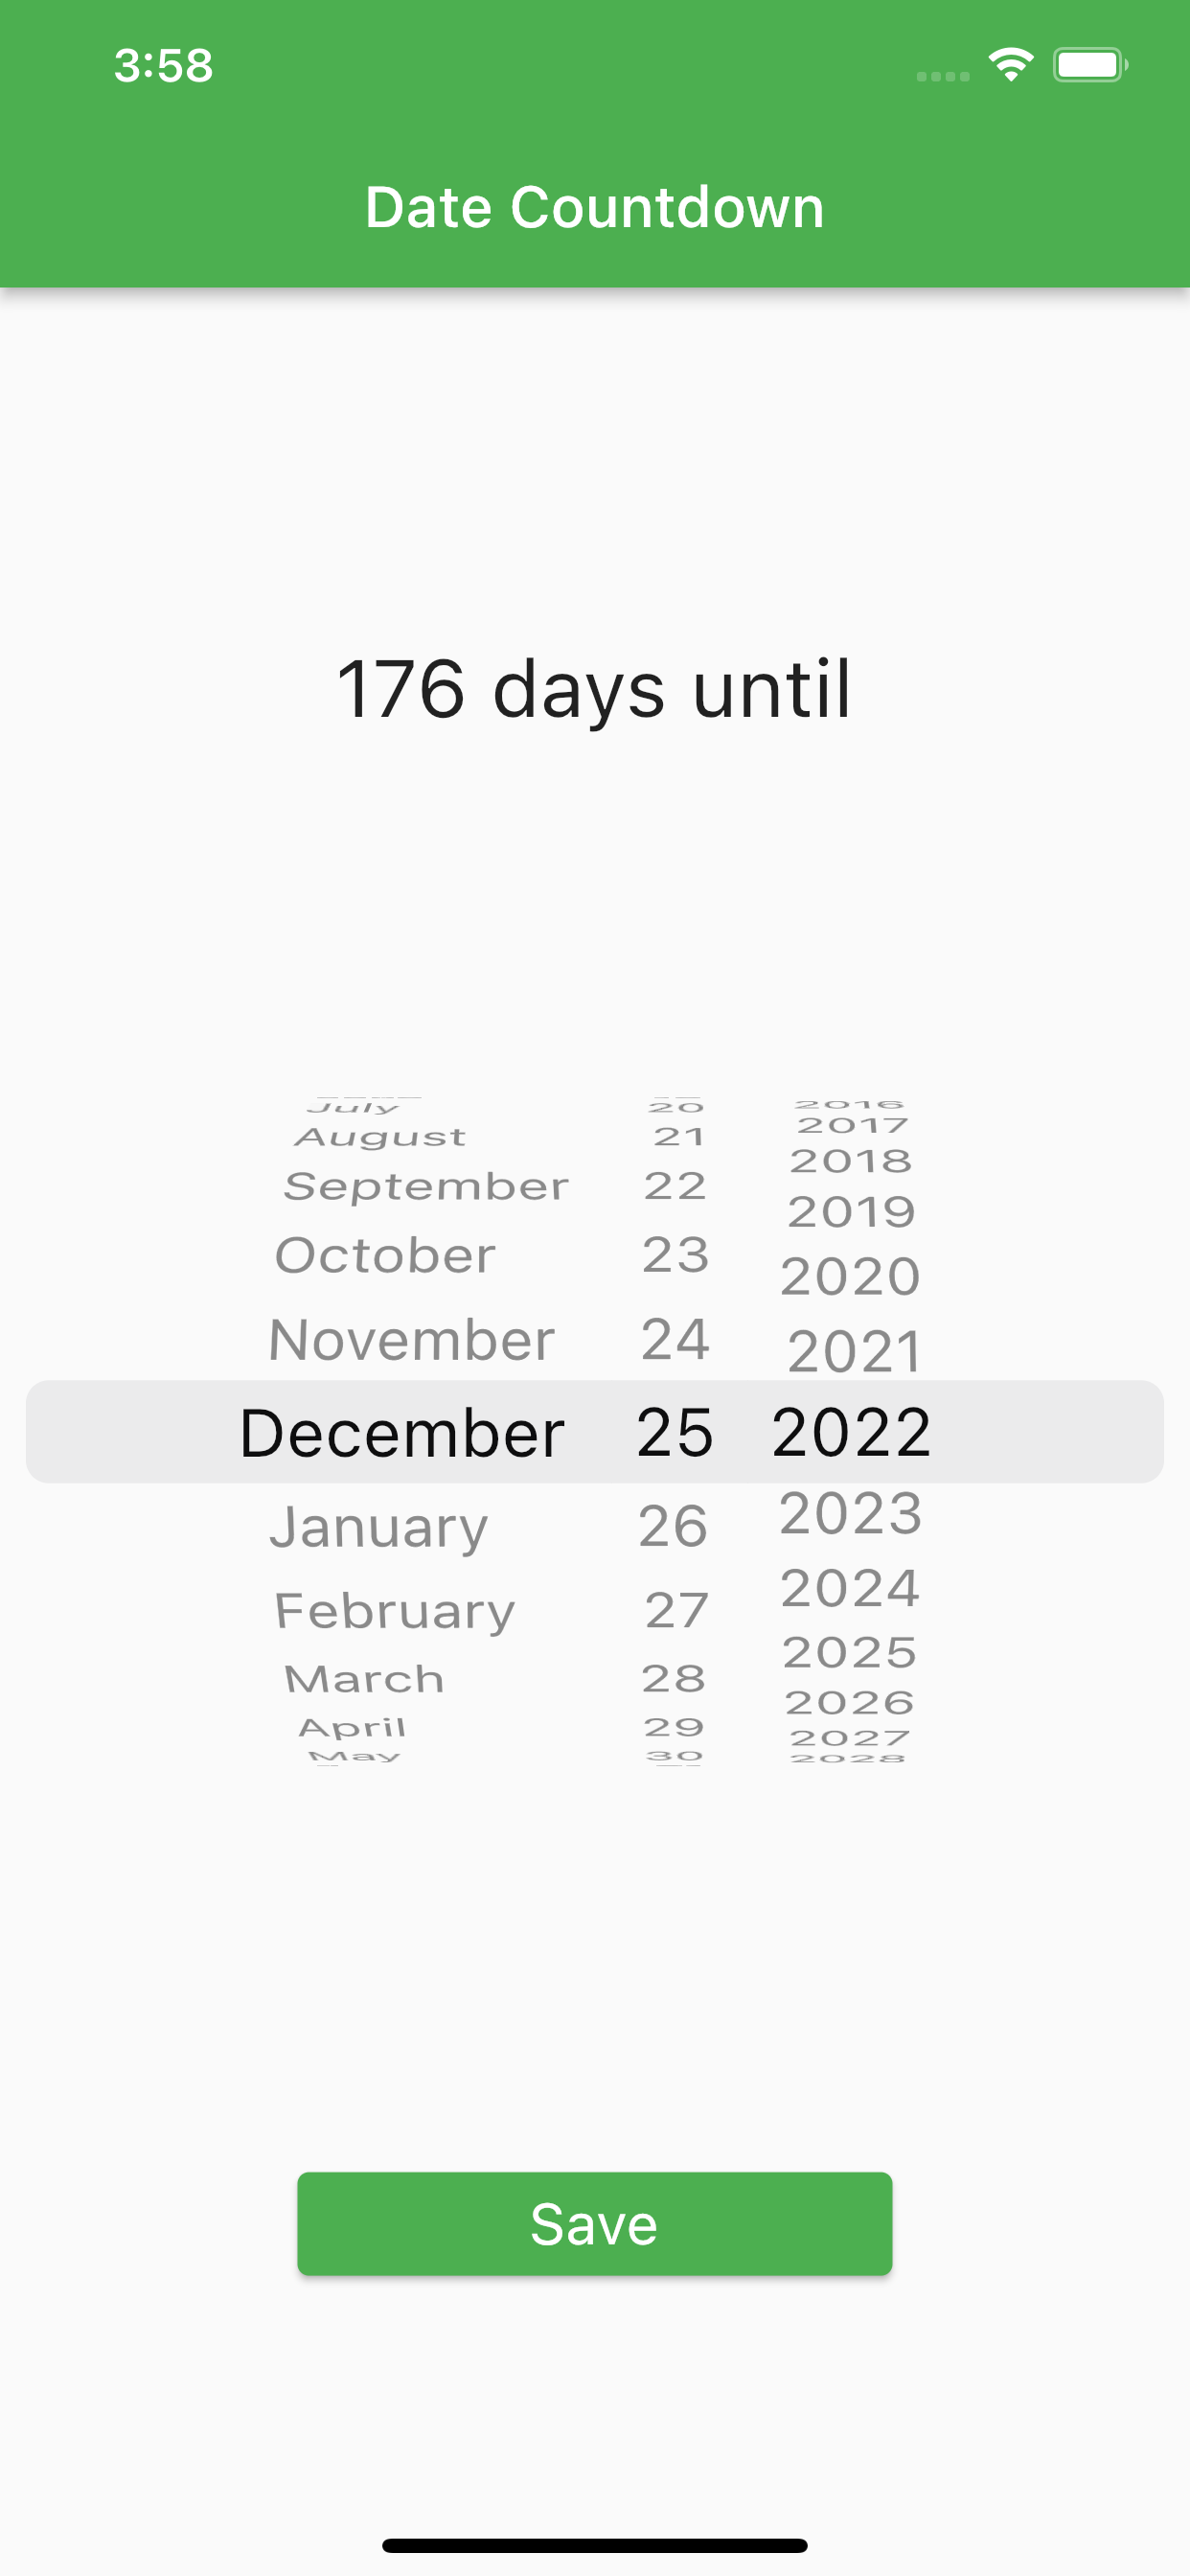 3:58
Date Countdown
176 days until
July 20 2016
August 21 2017
September 22 2018
October 23 2019
2020
November 24 2021
December 25 2022
January 26 2023
February 27 2024
March 28 2025
April 29 2026
2027
May 30 2028
Save